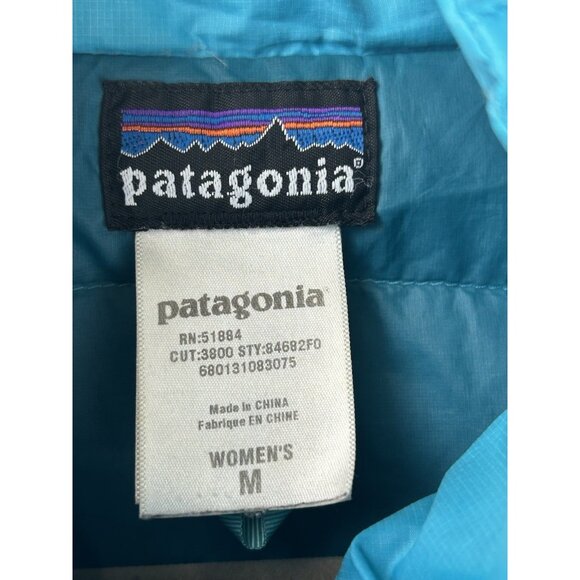 patagonia
patagonia
RN:51884
CUT:3800 STY:84682F0
680131083075
Made in CHINA
Fabriqué EN CHINE
WOMEN'S
M